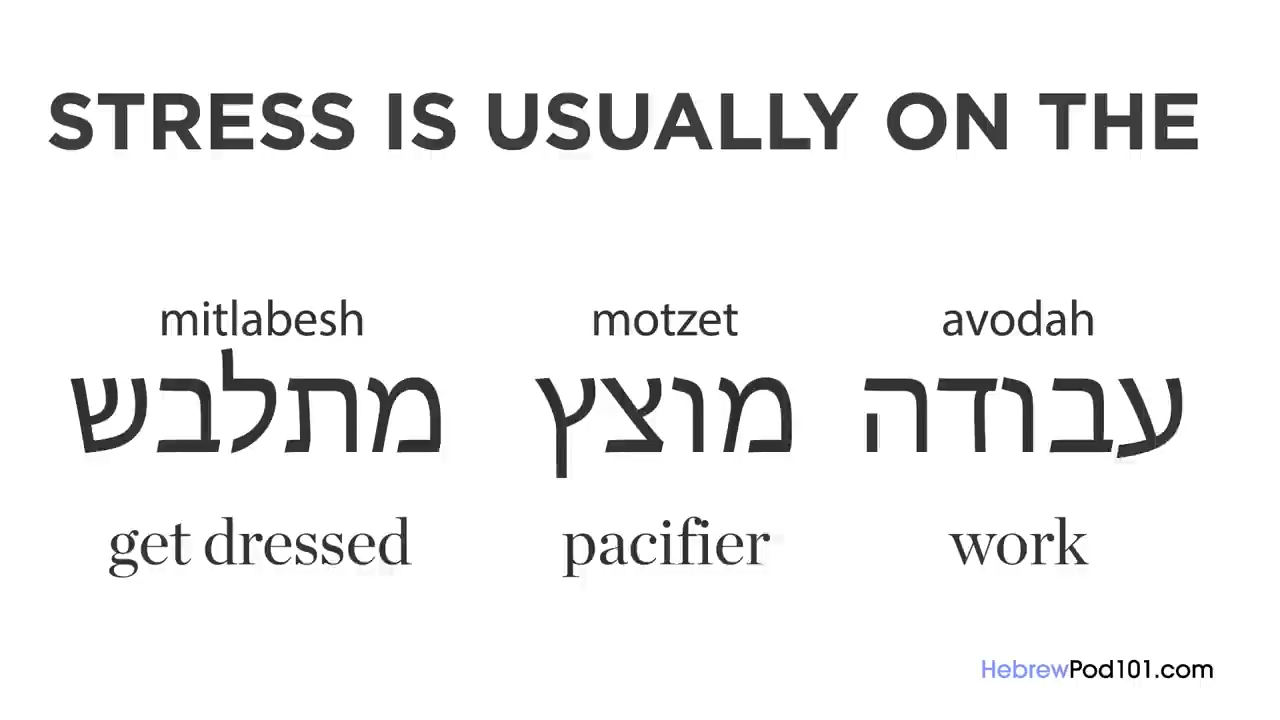 STRESS IS USUALLY ON THE
mitlabesh motzet avodah
מתלבש מוצץ עבודה
get dressed pacifier work
HebrewPod101.com